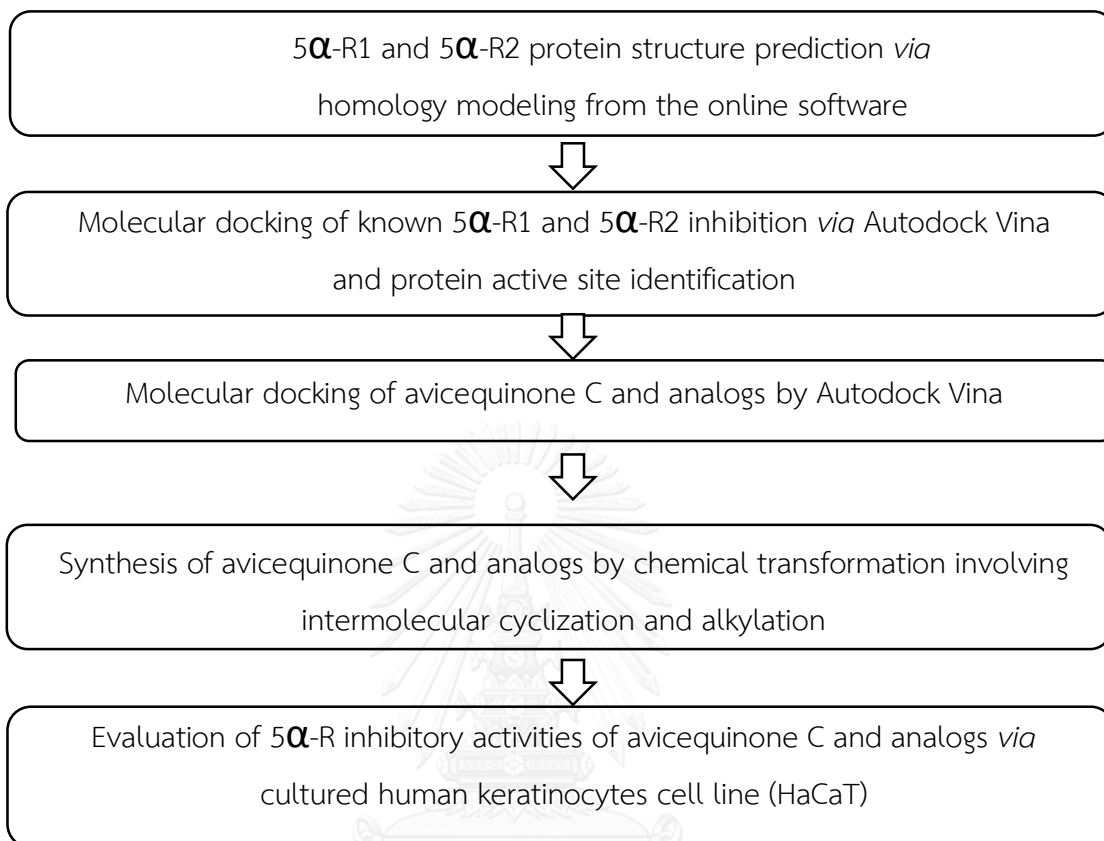 5α-R1 and 5α-R2 protein structure prediction via
homology modeling from the online software
Molecular docking of known 5α-R1 and 5α-R2 inhibition via Autodock Vina
and protein active site identification
Molecular docking of avicequinone C and analogs by Autodock Vina
Synthesis of avicequinone C and analogs by chemical transformation involving
intermolecular cyclization and alkylation
Evaluation of 5α-R inhibitory activities of avicequinone C and analogs via
cultured human keratinocytes cell line (HaCaT)